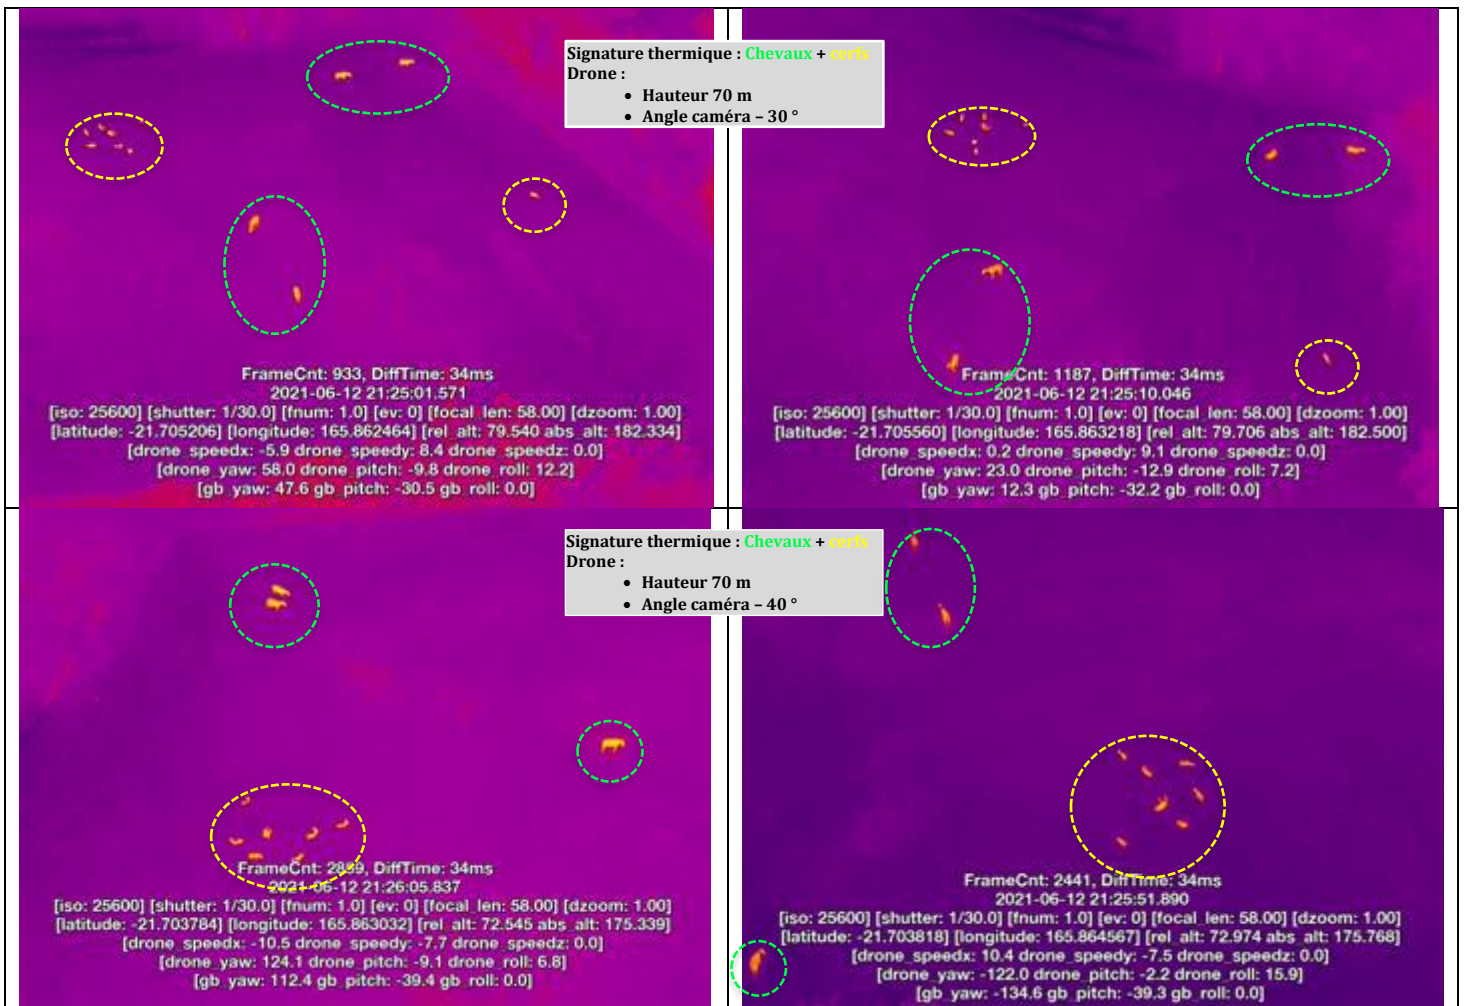 Signature thermique : Chevaux + cerfs
Drone :
• Hauteur 70 m
• Angle caméra – 30 °
FrameCnt: 933, DiffTime: 34ms
2021-06-12 21:25:01.571
[iso: 25600] [shutter: 1/30.0] [fnum: 1.0] [ev: 0] [focal_len: 58.00] [dzoom: 1.00]
[latitude: -21.705206] [longitude: 165.862464] [rel_alt: 79.540 abs_alt: 182.334]
[drone_speedx: -5.9 drone_speedy: 8.4 drone_speedz: 0.0]
[drone_yaw: 58.0 drone_pitch: -9.8 drone_roll: 12.2]
[gb_yaw: 47.6 gb_pitch: -30.5 gb_roll: 0.0]
FrameCnt: 1187, DiffTime: 34ms
2021-06-12 21:25:10.046
[iso: 25600] [shutter: 1/30.0] [fnum: 1.0] [ev: 0] [focal_len: 58.00] [dzoom: 1.00]
[latitude: -21.705560] [longitude: 165.863218] [rel_alt: 79.706 abs_alt: 182.500]
[drone_speedx: 0.2 drone_speedy: 9.1 drone_speedz: 0.0]
[drone_yaw: 23.0 drone_pitch: -12.9 drone_roll: 7.2]
[gb_yaw: 12.3 gb_pitch: -32.2 gb_roll: 0.0]
Signature thermique : Chevaux + cerfs
Drone :
• Hauteur 70 m
• Angle caméra – 40 °
FrameCnt: 2859, DiffTime: 34ms
2021-06-12 21:26:05.837
[iso: 25600] [shutter: 1/30.0] [fnum: 1.0] [ev: 0] [focal_len: 58.00] [dzoom: 1.00]
[latitude: -21.703784] [longitude: 165.863032] [rel_alt: 72.545 abs_alt: 175.339]
[drone_speedx: -10.5 drone_speedy: -7.7 drone_speedz: 0.0]
[drone_yaw: 124.1 drone_pitch: -9.1 drone_roll: 6.8]
[gb_yaw: 112.4 gb_pitch: -39.4 gb_roll: 0.0]
FrameCnt: 2441, DiffTime: 34ms
2021-06-12 21:25:51.890
[iso: 25600] [shutter: 1/30.0] [fnum: 1.0] [ev: 0] [focal_len: 58.00] [dzoom: 1.00]
[latitude: -21.703818] [longitude: 165.864567] [rel_alt: 72.974 abs_alt: 175.768]
[drone_speedx: 10.4 drone_speedy: -7.5 drone_speedz: 0.0]
[drone_yaw: -122.0 drone_pitch: -2.2 drone_roll: 15.9]
[gb_yaw: -134.6 gb_pitch: -39.3 gb_roll: 0.0]